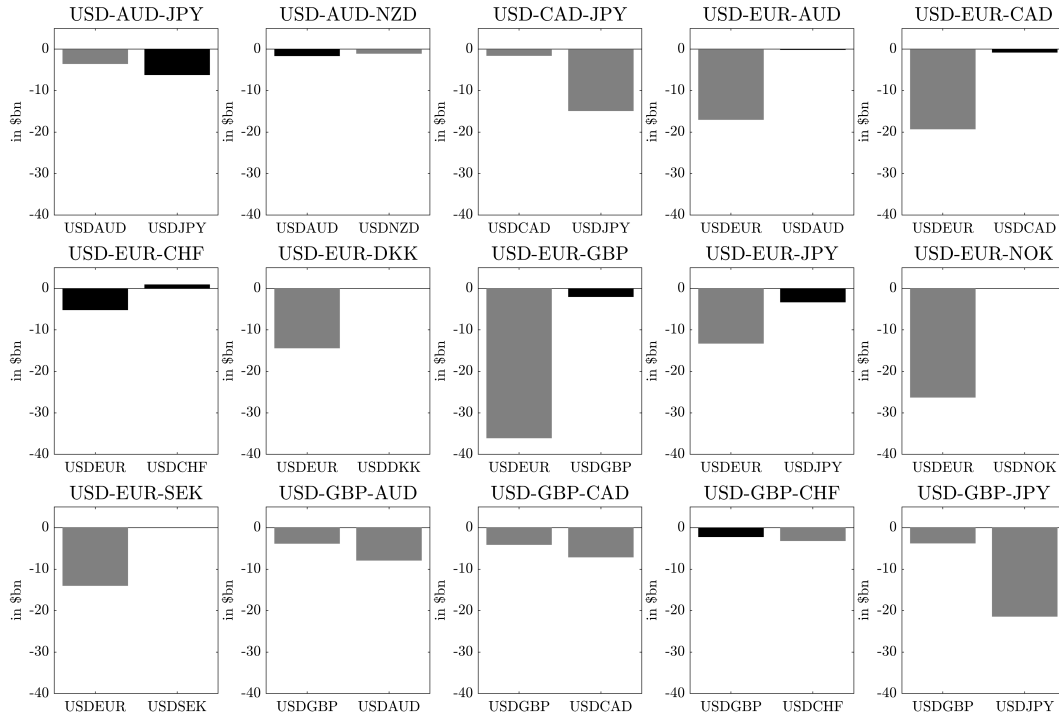 USD-AUD-JPY
0
-10
-20
-30
-40
in $bn
USDAUD USDJPY
USD-AUD-NZD
0
-10
-20
-30
-40
in $bn
USDAUD USDNZD
USD-CAD-JPY
0
-10
-20
-30
-40
in $bn
USDCAD USDJPY
USD-EUR-AUD
0
-10
-20
-30
-40
in $bn
USDEUR USDAUD
USD-EUR-CAD
0
-10
-20
-30
-40
in $bn
USDEUR USDCAD
USD-EUR-CHF
0
-10
-20
-30
-40
in $bn
USDEUR USDCHF
USD-EUR-DKK
0
-10
-20
-30
-40
in $bn
USDEUR USDDKK
USD-EUR-GBP
0
-10
-20
-30
-40
in $bn
USDEUR USDGBP
USD-EUR-JPY
0
-10
-20
-30
-40
in $bn
USDEUR USDJPY
USD-EUR-NOK
0
-10
-20
-30
-40
in $bn
USDEUR USDNOK
USD-EUR-SEK
0
-10
-20
-30
-40
in $bn
USDEUR USDSEK
USD-GBP-AUD
0
-10
-20
-30
-40
in $bn
USDGBP USDAUD
USD-GBP-CAD
0
-10
-20
-30
-40
in $bn
USDGBP USDCAD
USD-GBP-CHF
0
-10
-20
-30
-40
in $bn
USDGBP USDCHF
USD-GBP-JPY
0
-10
-20
-30
-40
in $bn
USDGBP USDJPY